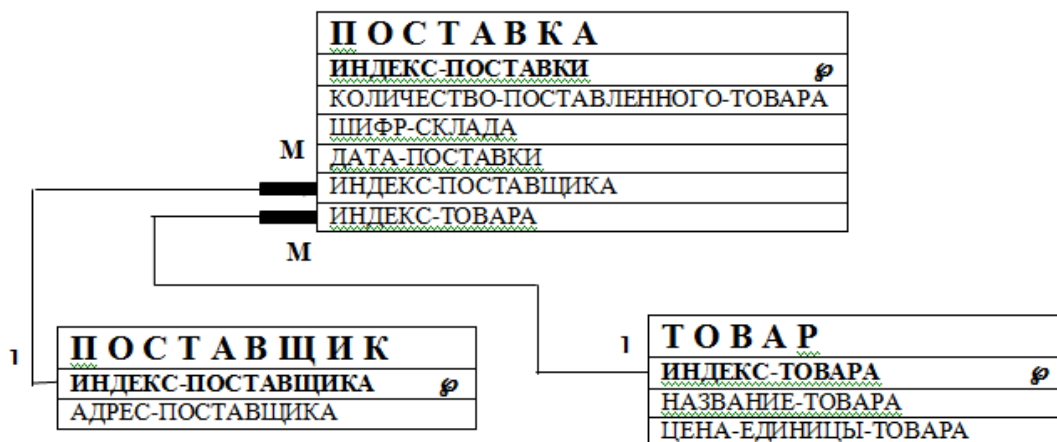 П О С Т А В К А
ИНДЕКС-ПОСТАВКИ ℘
КОЛИЧЕСТВО-ПОСТАВЛЕННОГО-ТОВАРА
ШИФР-СКЛАДА
М
ДАТА-ПОСТАВКИ
ИНДЕКС-ПОСТАВЩИКА
ИНДЕКС-ТОВАРА
М
1
П О С Т А В Щ И К
ИНДЕКС-ПОСТАВЩИКА ℘
АДРЕС-ПОСТАВЩИКА
1
Т О В А Р
ИНДЕКС-ТОВАРА ℘
НАЗВАНИЕ-ТОВАРА
ЦЕНА-ЕДИНИЦЫ-ТОВАРА